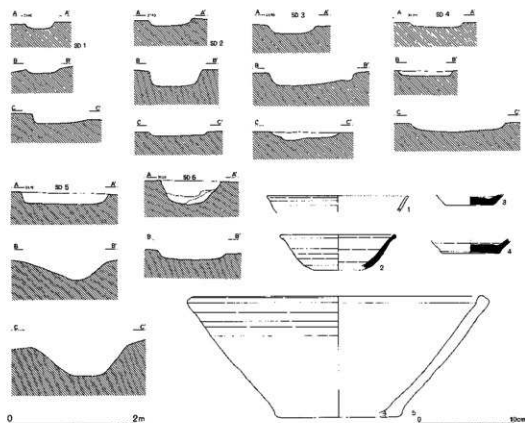 A A' SD 1
A A' SD 2
A SD 3 A'
A SD 4 A'
B B'
B B'
B B'
B B'
C C'
C C'
C C'
C C'
A SD 5 A'
A SD 6
B B'
B
C C'
1
2
3
4
5
0 2m
0 10cm